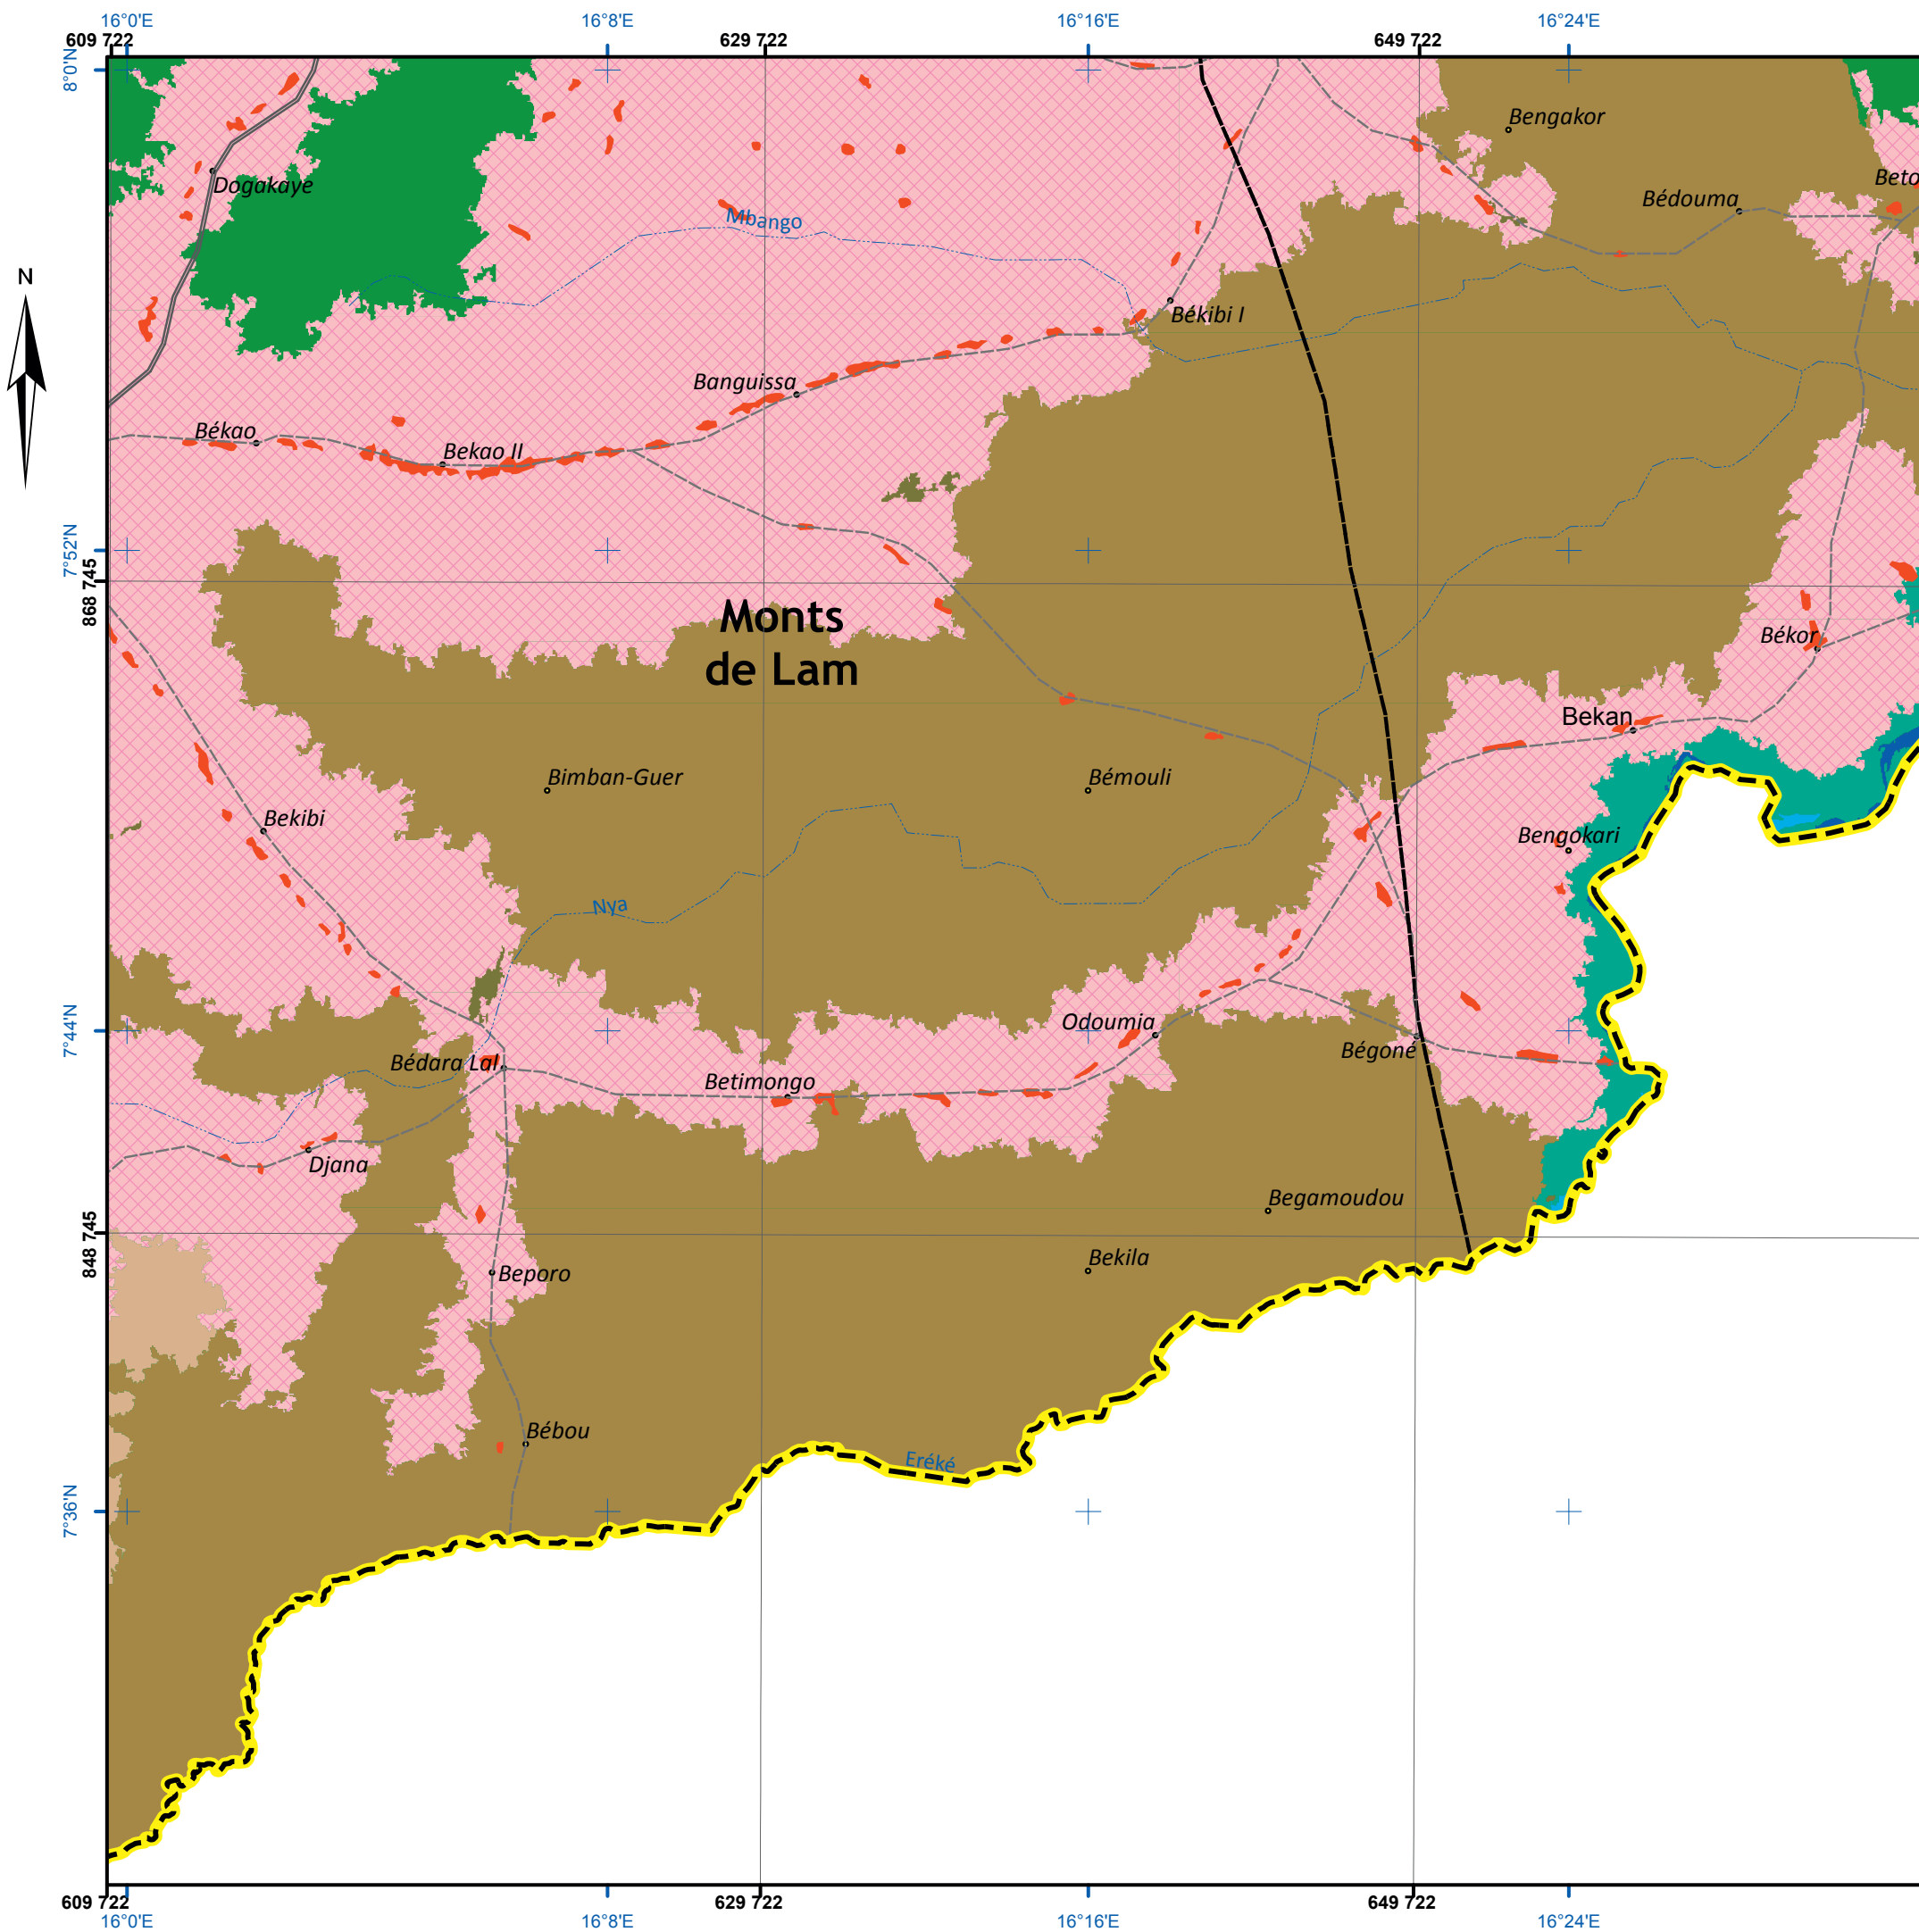 16°0'E
16°8'E
16°16'E
16°24'E
609 722
629 722
649 722
8°0'N
Bengakor
Dogakaye
Beto
Bédouma
Mbango
N
Békibi I
Banguissa
Békao
Bekao II
7°52'N
868 745
Monts
de Lam
Békor
Bekan
Bimban-Guer
Bémouli
Bekibi
Bengokari
Nya
7°44'N
Odoumia
Bégoné
Bédara Lal
Betimongo
Djana
Begamoudou
848 745
Bekila
Beporo
Bébou
Eréké
7°36'N
609 722
629 722
649 722
16°0'E
16°8'E
16°16'E
16°24'E